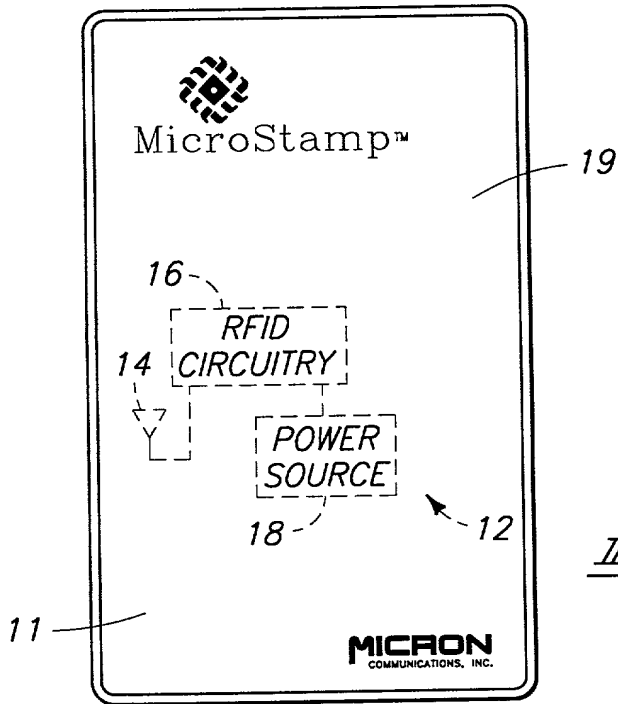 MicroStamp™
19
16
RFID
CIRCUITRY
14
POWER
SOURCE
18
12
11
MICRON
COMMUNICATIONS, INC.